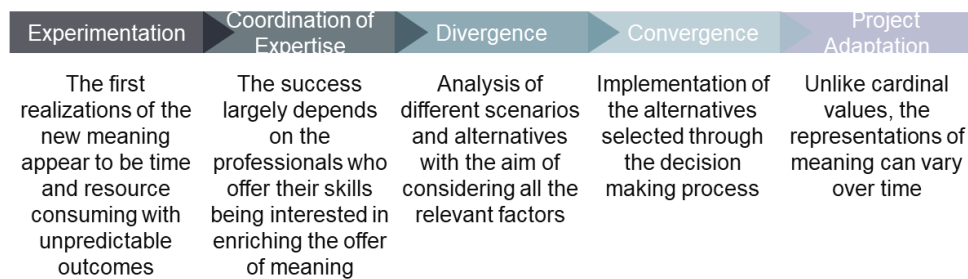 Experimentation
Coordination of
Expertise
Divergence
Convergence
Project
Adaptation
The first
realizations of the
new meaning
appear to be time
and resource
consuming with
unpredictable
outcomes
The success
largely depends
on the
professionals who
offer their skills
being interested in
enriching the offer
of meaning
Analysis of
different scenarios
and alternatives
with the aim of
considering all the
relevant factors
Implementation of
the alternatives
selected through
the decision
making process
Unlike cardinal
values, the
representations of
meaning can vary
over time